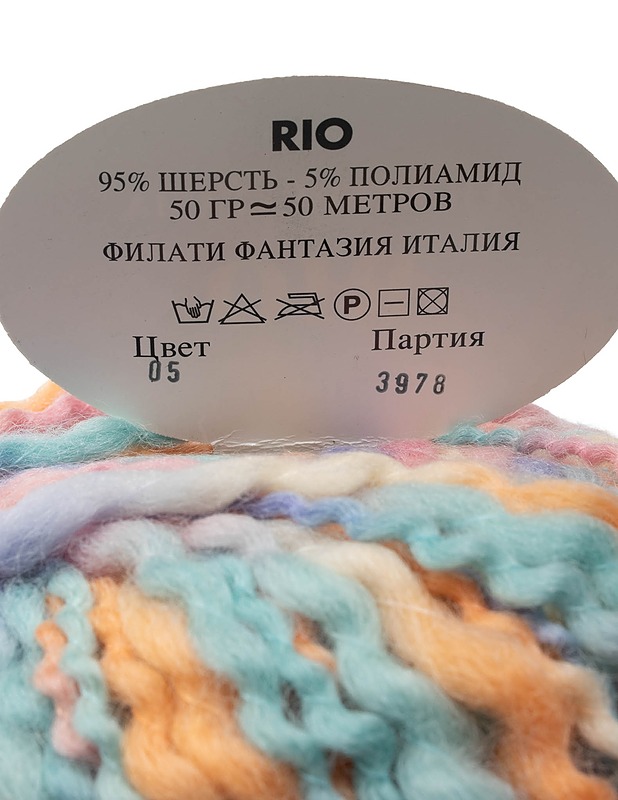 RIO
95% ШЕРСТЬ - 5% ПОЛИАМИД
50 ГР ≃ 50 МЕТРОВ
ФИЛАТИ ФАНТАЗИЯ ИТАЛИЯ
P
Цвет Партия
05 3978